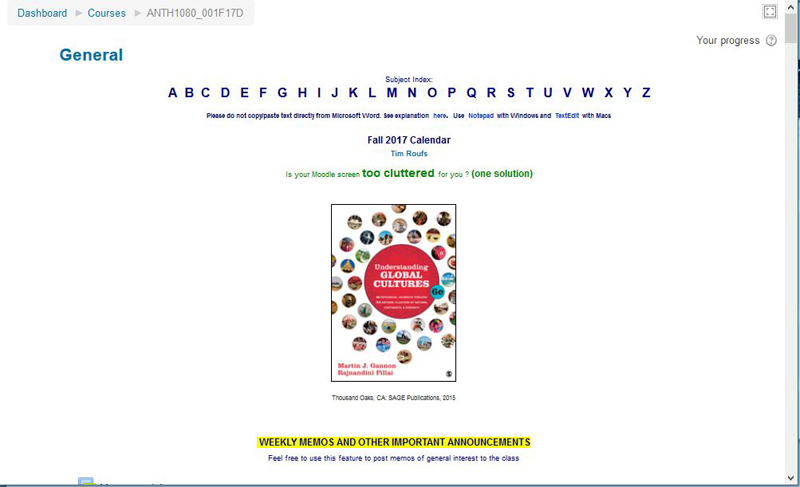 Dashboard ► Courses ► ANTH1080_001F17D
Your progress
General
Subject Index:
A B C D E F G H I J K L M N O P Q R S T U V W X Y Z
Please do not copy/paste text directly from Microsoft Word. See explanation here. Use Notepad with Windows and TextEdit with Macs
Fall 2017 Calendar
Tim Roufs
Is your Moodle screen too cluttered for you ? (one solution)
Understanding
GLOBAL
CULTURES
6e
Martin J. Gannon
Rajnandini Pillai
Thousand Oaks, CA: SAGE Publications, 2015
WEEKLY MEMOS AND OTHER IMPORTANT ANNOUNCEMENTS
Feel free to use this feature to post memos of general interest to the class